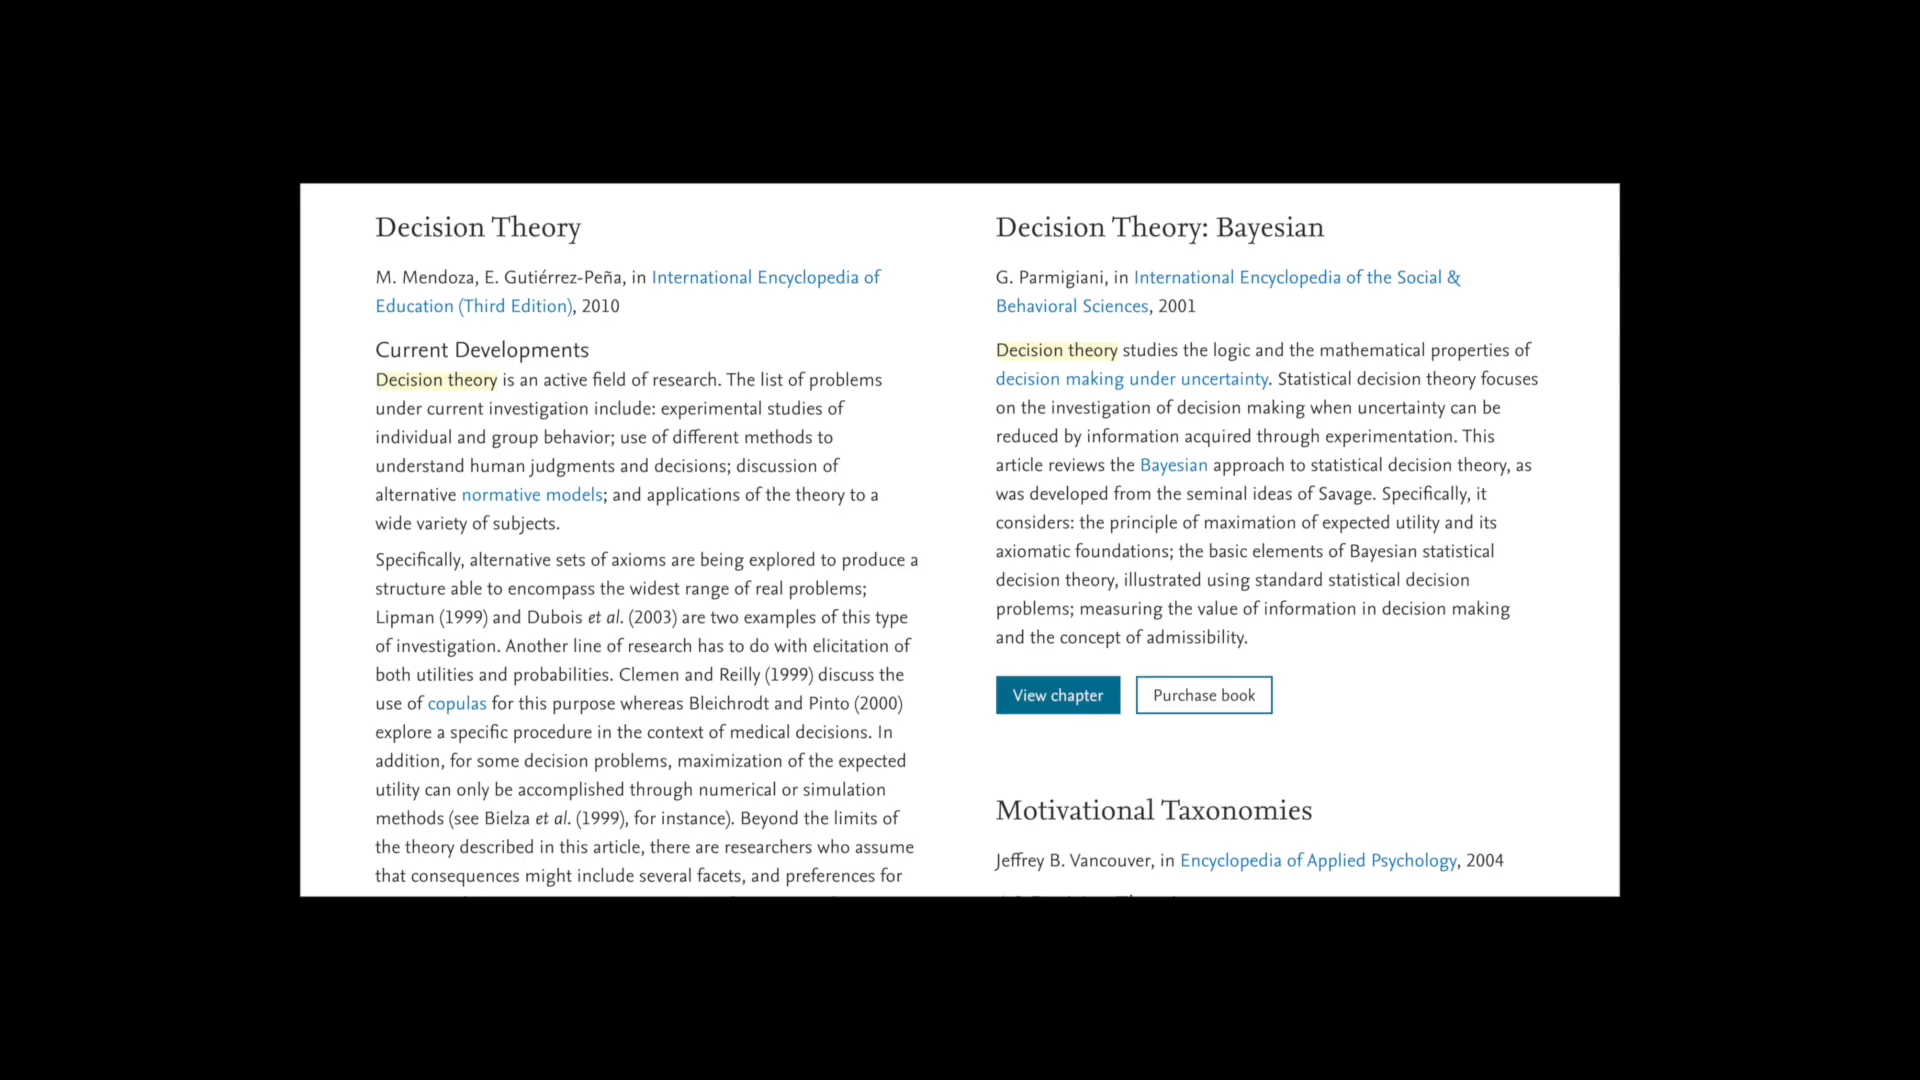 Decision Theory
M. Mendoza, E. Gutiérrez-Peña, in International Encyclopedia of
Education (Third Edition), 2010
Current Developments
Decision theory is an active field of research. The list of problems
under current investigation include: experimental studies of
individual and group behavior; use of different methods to
understand human judgments and decisions; discussion of
alternative normative models; and applications of the theory to a
wide variety of subjects.
Specifically, alternative sets of axioms are being explored to produce a
structure able to encompass the widest range of real problems;
Lipman (1999) and Dubois et al. (2003) are two examples of this type
of investigation. Another line of research has to do with elicitation of
both utilities and probabilities. Clemen and Reilly (1999) discuss the
use of copulas for this purpose whereas Bleichrodt and Pinto (2000)
explore a specific procedure in the context of medical decisions. In
addition, for some decision problems, maximization of the expected
utility can only be accomplished through numerical or simulation
methods (see Bielza et al. (1999), for instance). Beyond the limits of
the theory described in this article, there are researchers who assume
that consequences might include several facets, and preferences for
Decision Theory: Bayesian
G. Parmigiani, in International Encyclopedia of the Social &
Behavioral Sciences, 2001
Decision theory studies the logic and the mathematical properties of
decision making under uncertainty. Statistical decision theory focuses
on the investigation of decision making when uncertainty can be
reduced by information acquired through experimentation. This
article reviews the Bayesian approach to statistical decision theory, as
was developed from the seminal ideas of Savage. Specifically, it
considers: the principle of maximation of expected utility and its
axiomatic foundations; the basic elements of Bayesian statistical
decision theory, illustrated using standard statistical decision
problems; measuring the value of information in decision making
and the concept of admissibility.
View chapter Purchase book
Motivational Taxonomies
Jeffrey B. Vancouver, in Encyclopedia of Applied Psychology, 2004